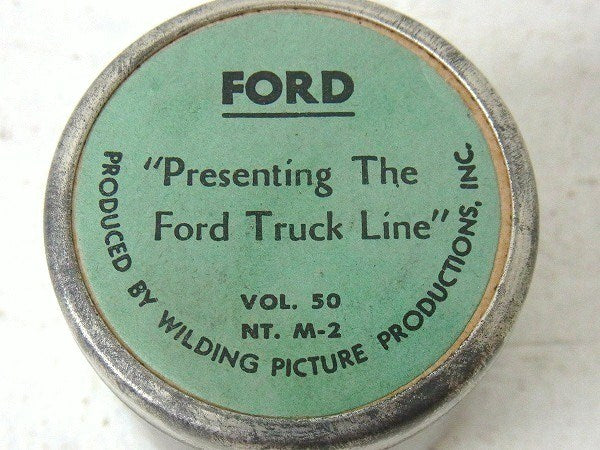 FORD
"Presenting The
Ford Truck Line"
VOL. 50
NT. M-2
PRODUCED BY WILDING PICTURE PRODUCTIONS, INC.